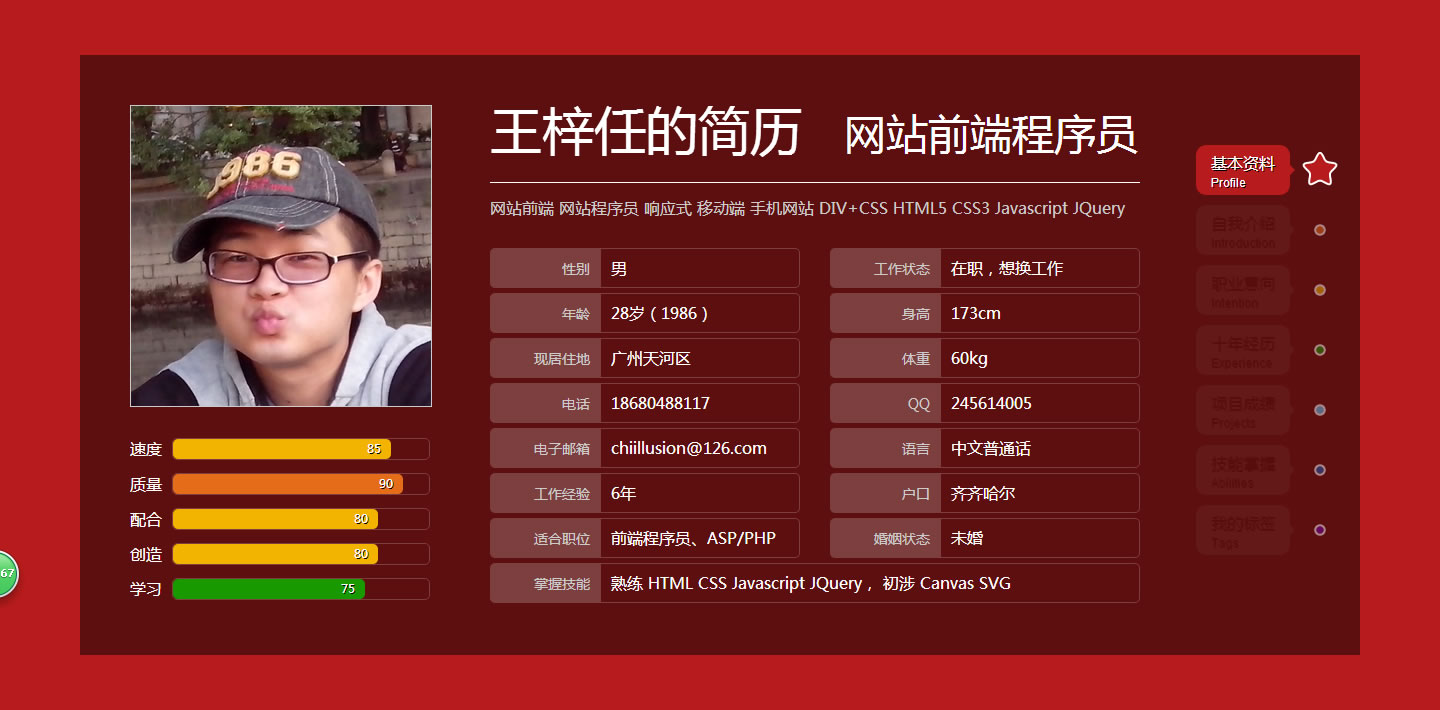 1986
王梓任的简历 网站前端程序员
网站前端 网站程序员 响应式 移动端 手机网站 DIV+CSS HTML5 CSS3 Javascript JQuery
性别 男 工作状态 在职，想换工作
年龄 28岁（1986） 身高 173cm
现居住地 广州天河区 体重 60kg
电话 18680488117 QQ 245614005
电子邮箱 chiillusion@126.com 语言 中文普通话
工作经验 6年 户口 齐齐哈尔
适合职位 前端程序员、ASP/PHP 婚姻状态 未婚
掌握技能 熟练 HTML CSS Javascript JQuery， 初涉 Canvas SVG
速度 85
质量 90
配合 80
创造 80
学习 75
67
基本资料
Profile
自我介绍
Introduction
职业意向
Intention
十年经历
Experience
项目成绩
Projects
技能掌握
Abilities
我的标签
Tags